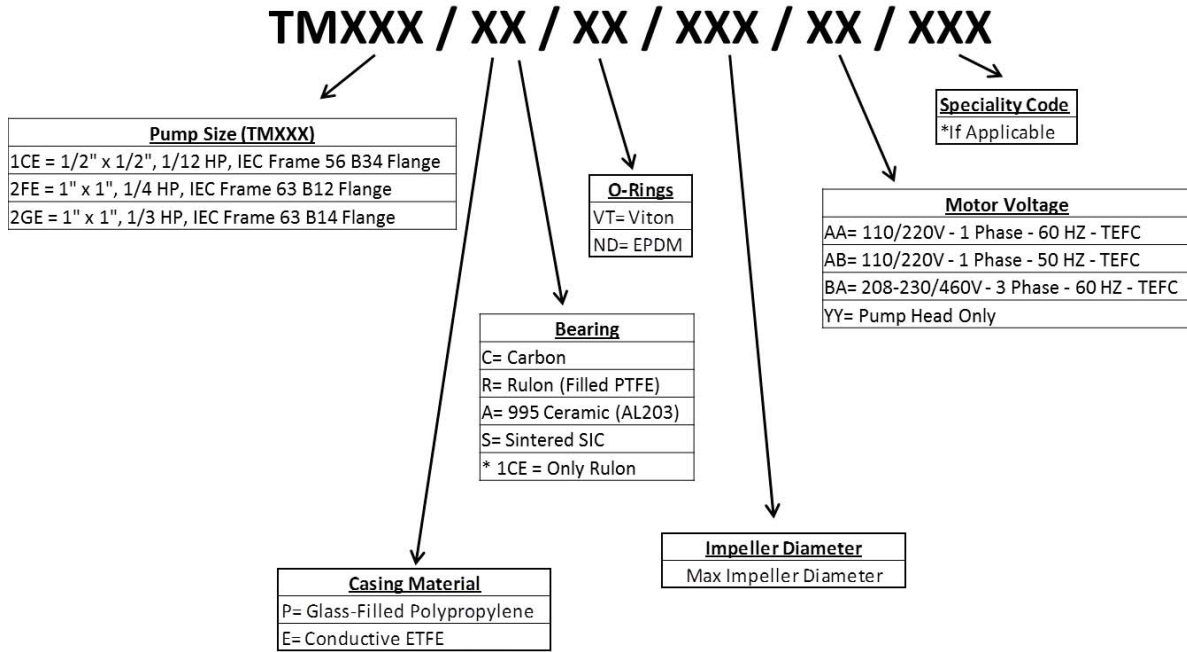 TMXXX / XX / XX / XXX / XX / XXX
Pump Size (TMXXX)
1CE = 1/2" x 1/2", 1/12 HP, IEC Frame 56 B34 Flange
2FE = 1" x 1", 1/4 HP, IEC Frame 63 B12 Flange
2GE = 1" x 1", 1/3 HP, IEC Frame 63 B14 Flange
Casing Material
P= Glass-Filled Polypropylene
E= Conductive ETFE
Bearing
C= Carbon
R= Rulon (Filled PTFE)
A= 995 Ceramic (AL203)
S= Sintered SIC
* 1CE = Only Rulon
O-Rings
VT= Viton
ND= EPDM
Impeller Diameter
Max Impeller Diameter
Motor Voltage
AA= 110/220V - 1 Phase - 60 HZ - TEFC
AB= 110/220V - 1 Phase - 50 HZ - TEFC
BA= 208-230/460V - 3 Phase - 60 HZ - TEFC
YY= Pump Head Only
Speciality Code
*If Applicable